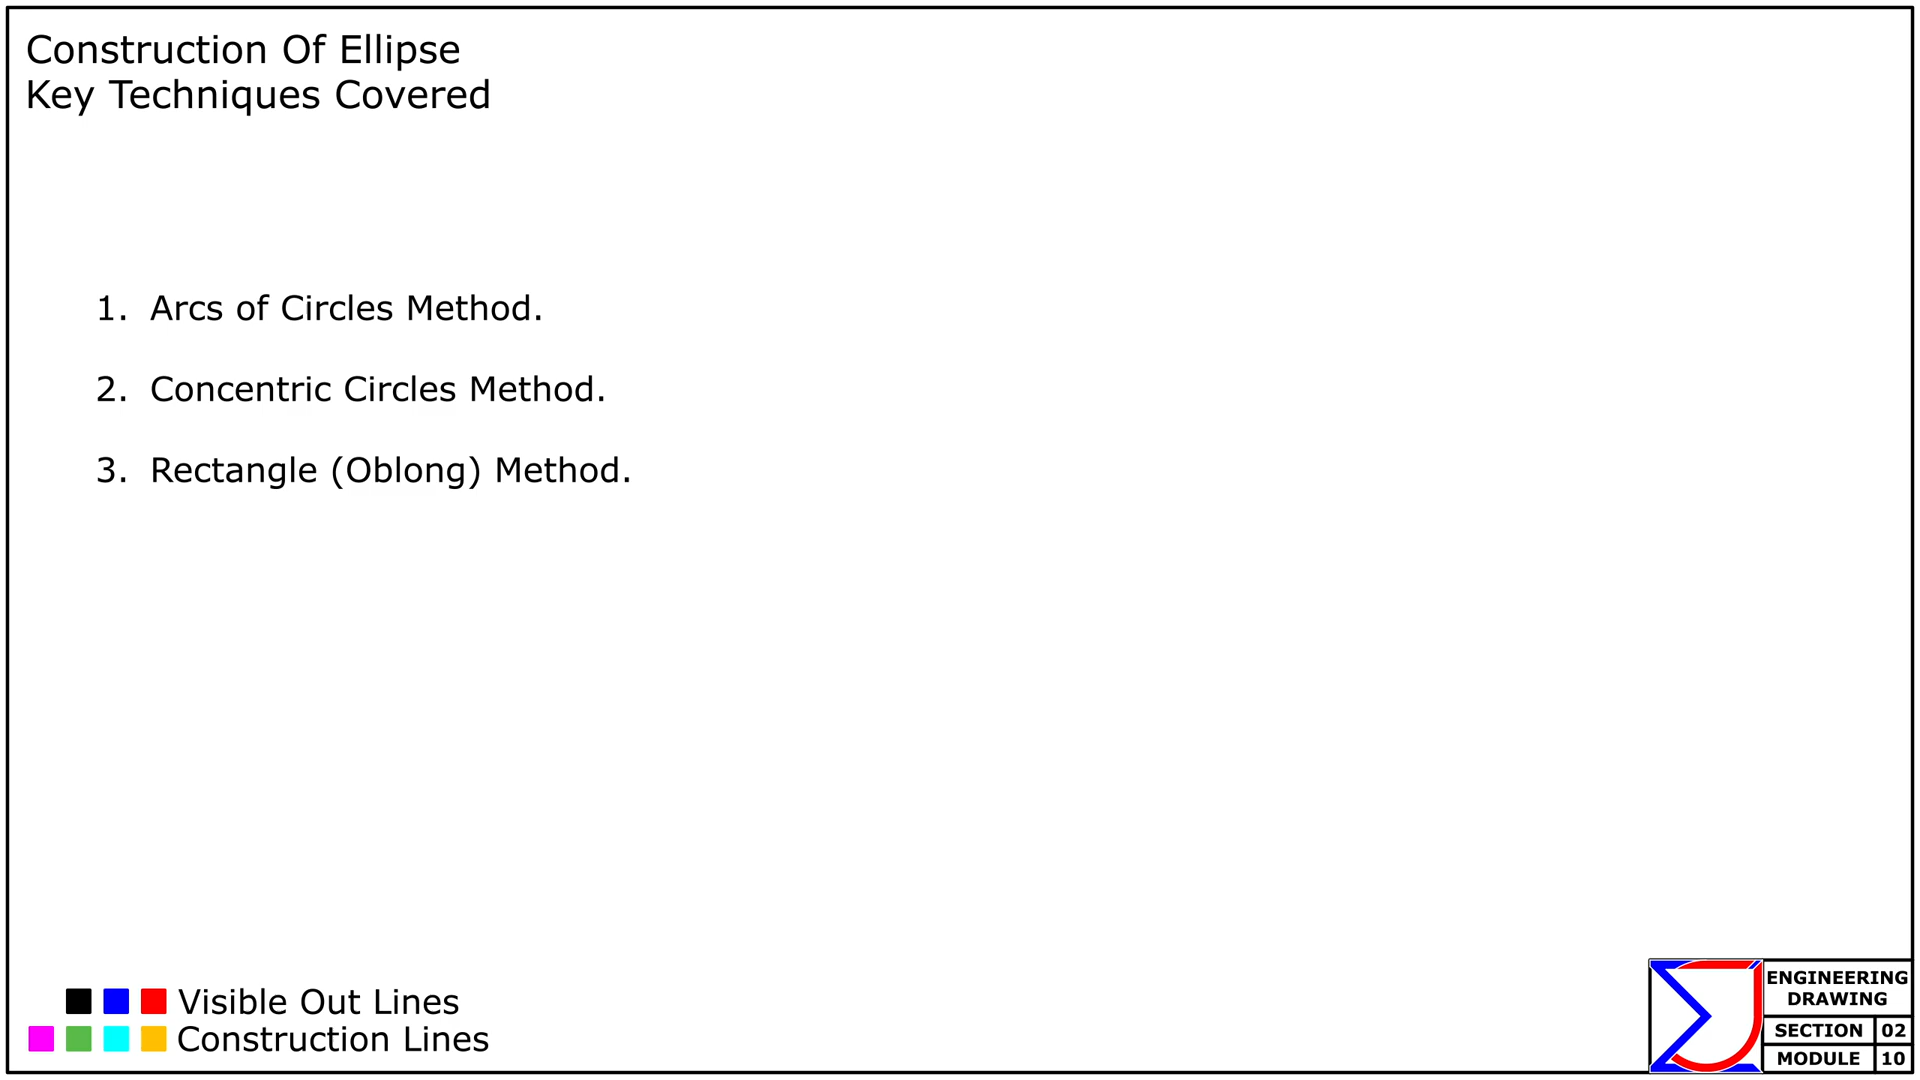 Construction Of Ellipse
Key Techniques Covered
1. Arcs of Circles Method.
2. Concentric Circles Method.
3. Rectangle (Oblong) Method.
Visible Out Lines
Construction Lines
ENGINEERING
DRAWING
SECTION 02
MODULE 10